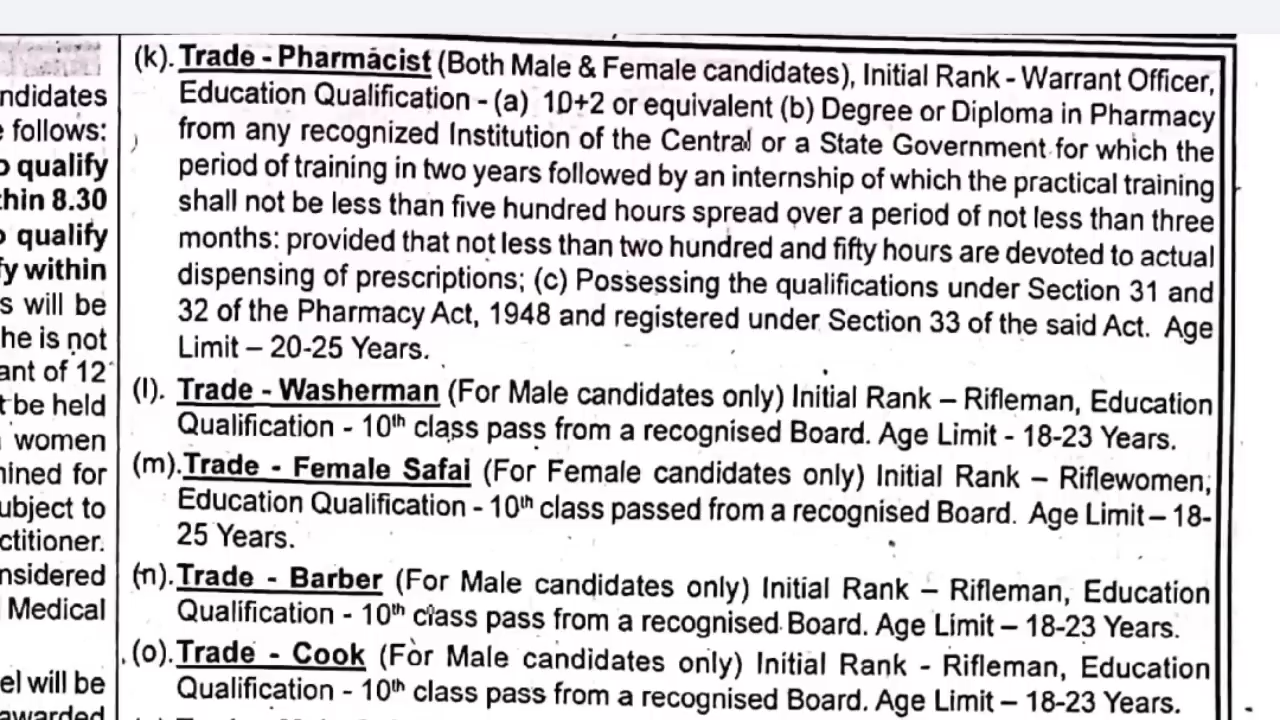 ndidates
follows:
qualify
thin 8.30
qualify
y within
s will be
he is not
ant of 12
t be held
women
nined for
ubject to
ctitioner.
nsidered
Medical
el will be
awarded
(k). Trade - Pharmacist (Both Male & Female candidates), Initial Rank - Warrant Officer,
Education Qualification - (a) 10+2 or equivalent (b) Degree or Diploma in Pharmacy
from any recognized Institution of the Central or a State Government for which the
period of training in two years followed by an internship of which the practical training
shall not be less than five hundred hours spread over a period of not less than three
months: provided that not less than two hundred and fifty hours are devoted to actual
dispensing of prescriptions; (c) Possessing the qualifications under Section 31 and
32 of the Pharmacy Act, 1948 and registered under Section 33 of the said Act. Age
Limit – 20-25 Years.
(l). Trade - Washerman (For Male candidates only) Initial Rank – Rifleman, Education
Qualification - 10th class pass from a recognised Board. Age Limit - 18-23 Years.
(m). Trade - Female Safai (For Female candidates only) Initial Rank – Riflewomen,
Education Qualification - 10th class passed from a recognised Board. Age Limit – 18-
25 Years.
(n). Trade - Barber (For Male candidates only) Initial Rank – Rifleman, Education
Qualification - 10th class pass from a recognised Board. Age Limit – 18-23 Years.
(o). Trade - Cook (For Male candidates only) Initial Rank - Rifleman, Education
Qualification - 10th class pass from a recognised Board. Age Limit – 18-23 Years.